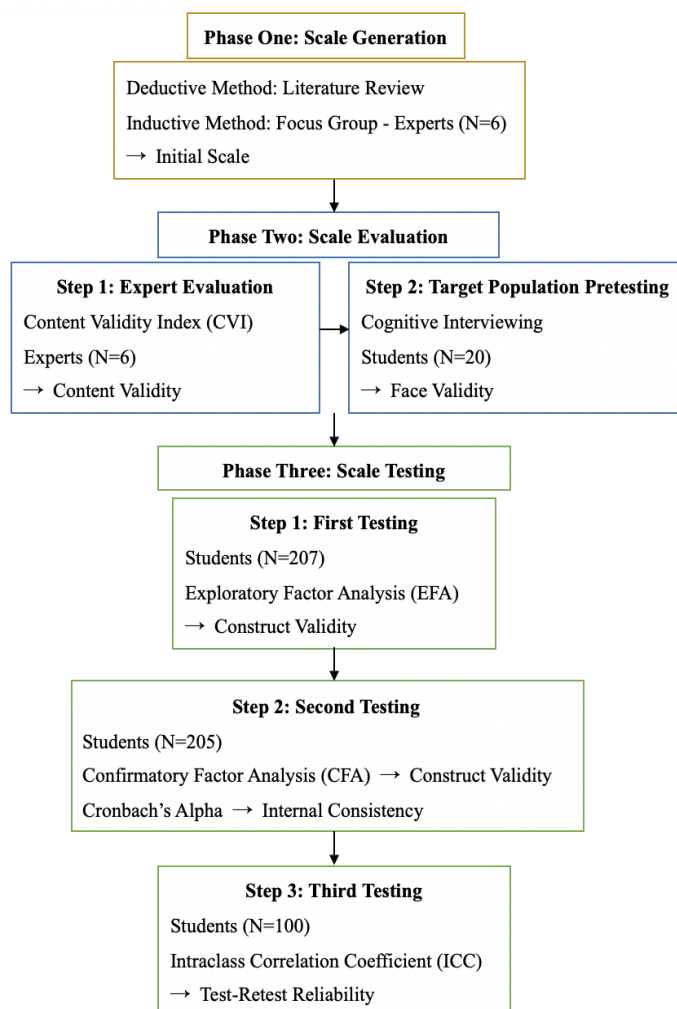 Phase One: Scale Generation
Deductive Method: Literature Review
Inductive Method: Focus Group - Experts (N=6)
→ Initial Scale
Phase Two: Scale Evaluation
Step 1: Expert Evaluation
Content Validity Index (CVI)
Experts (N=6)
→ Content Validity
Step 2: Target Population Pretesting
Cognitive Interviewing
Students (N=20)
→ Face Validity
Phase Three: Scale Testing
Step 1: First Testing
Students (N=207)
Exploratory Factor Analysis (EFA)
→ Construct Validity
Step 2: Second Testing
Students (N=205)
Confirmatory Factor Analysis (CFA) → Construct Validity
Cronbach’s Alpha → Internal Consistency
Step 3: Third Testing
Students (N=100)
Intraclass Correlation Coefficient (ICC)
→ Test-Retest Reliability